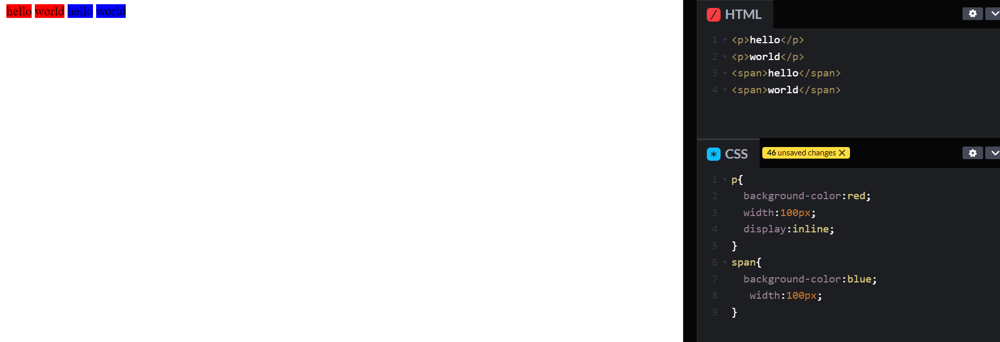 hello world hello world
HTML
1 <p>hello</p>
2 <p>world</p>
3 <span>hello</span>
4 <span>world</span>
CSS 46 unsaved changes
1 p{
2 background-color:red;
3 width:100px;
4 display:inline;
5 }
6 span{
7 background-color:blue;
8 width:100px;
9 }